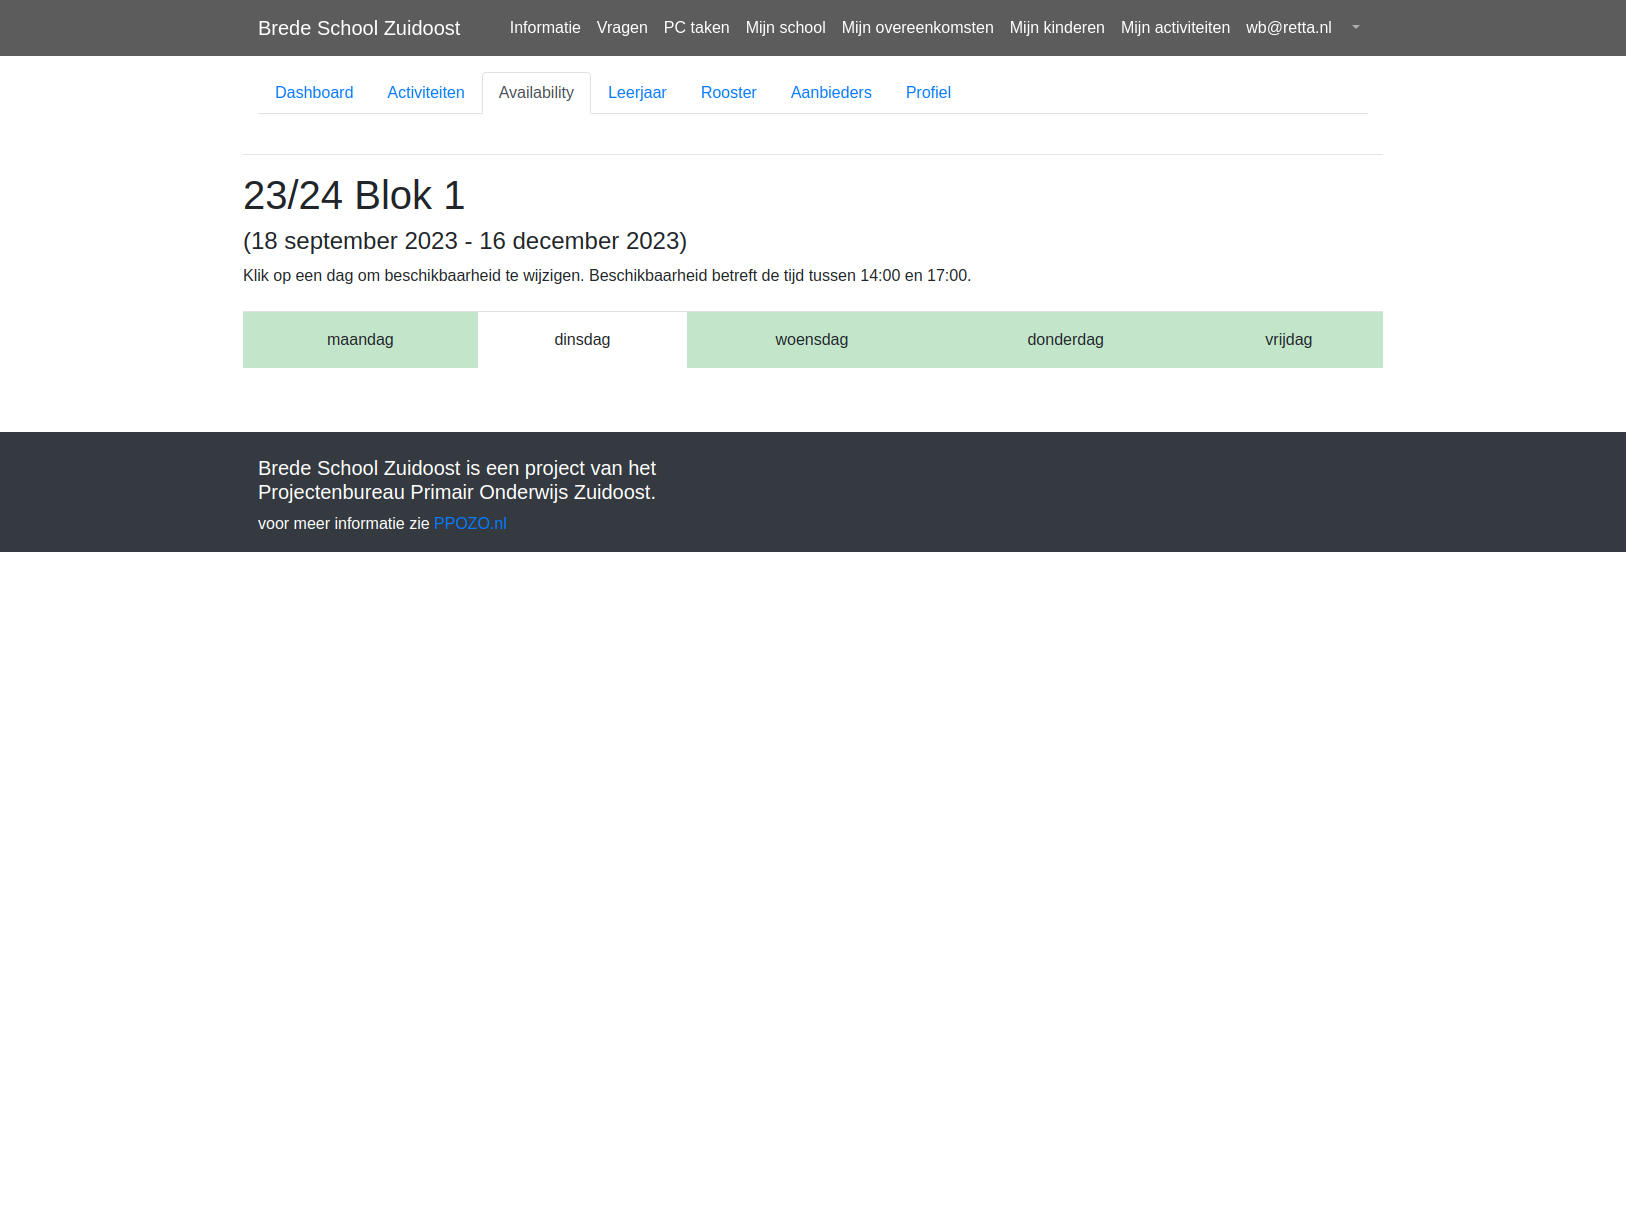 Brede School Zuidoost Informatie Vragen PC taken Mijn school Mijn overeenkomsten Mijn kinderen Mijn activiteiten wb@retta.nl
Dashboard Activiteiten Availability Leerjaar Rooster Aanbieders Profiel
23/24 Blok 1
(18 september 2023 - 16 december 2023)
Klik op een dag om beschikbaarheid te wijzigen. Beschikbaarheid betreft de tijd tussen 14:00 en 17:00.
maandag dinsdag woensdag donderdag vrijdag
Brede School Zuidoost is een project van het
Projectenbureau Primair Onderwijs Zuidoost.
voor meer informatie zie PPOZO.nl